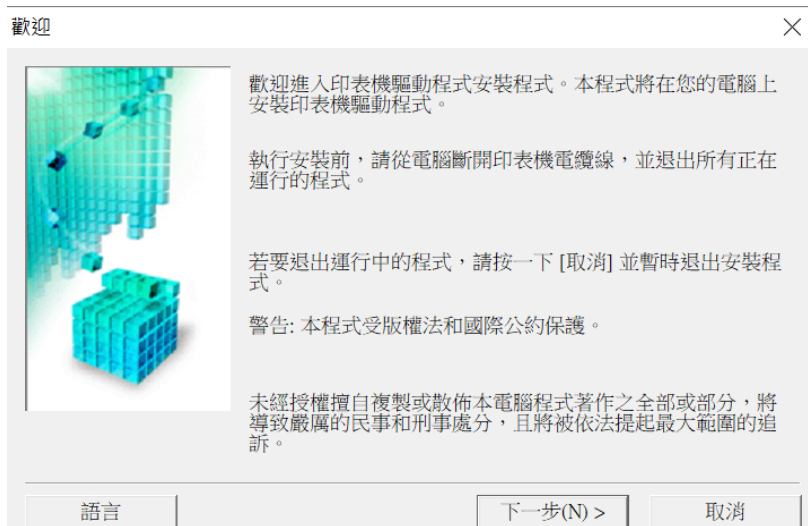 歡迎
歡迎進入印表機驅動程式安裝程式。本程式將在您的電腦上
安裝印表機驅動程式。
執行安裝前，請從電腦斷開印表機電纜線，並退出所有正在
運行的程式。
若要退出運行中的程式，請按一下 [取消] 並暫時退出安裝程
式。
警告: 本程式受版權法和國際公約保護。
未經授權擅自複製或散佈本電腦程式著作之全部或部分，將
導致嚴厲的民事和刑事處分，且將被依法提起最大範圍的追
訴。
語言
下一步(N) >
取消